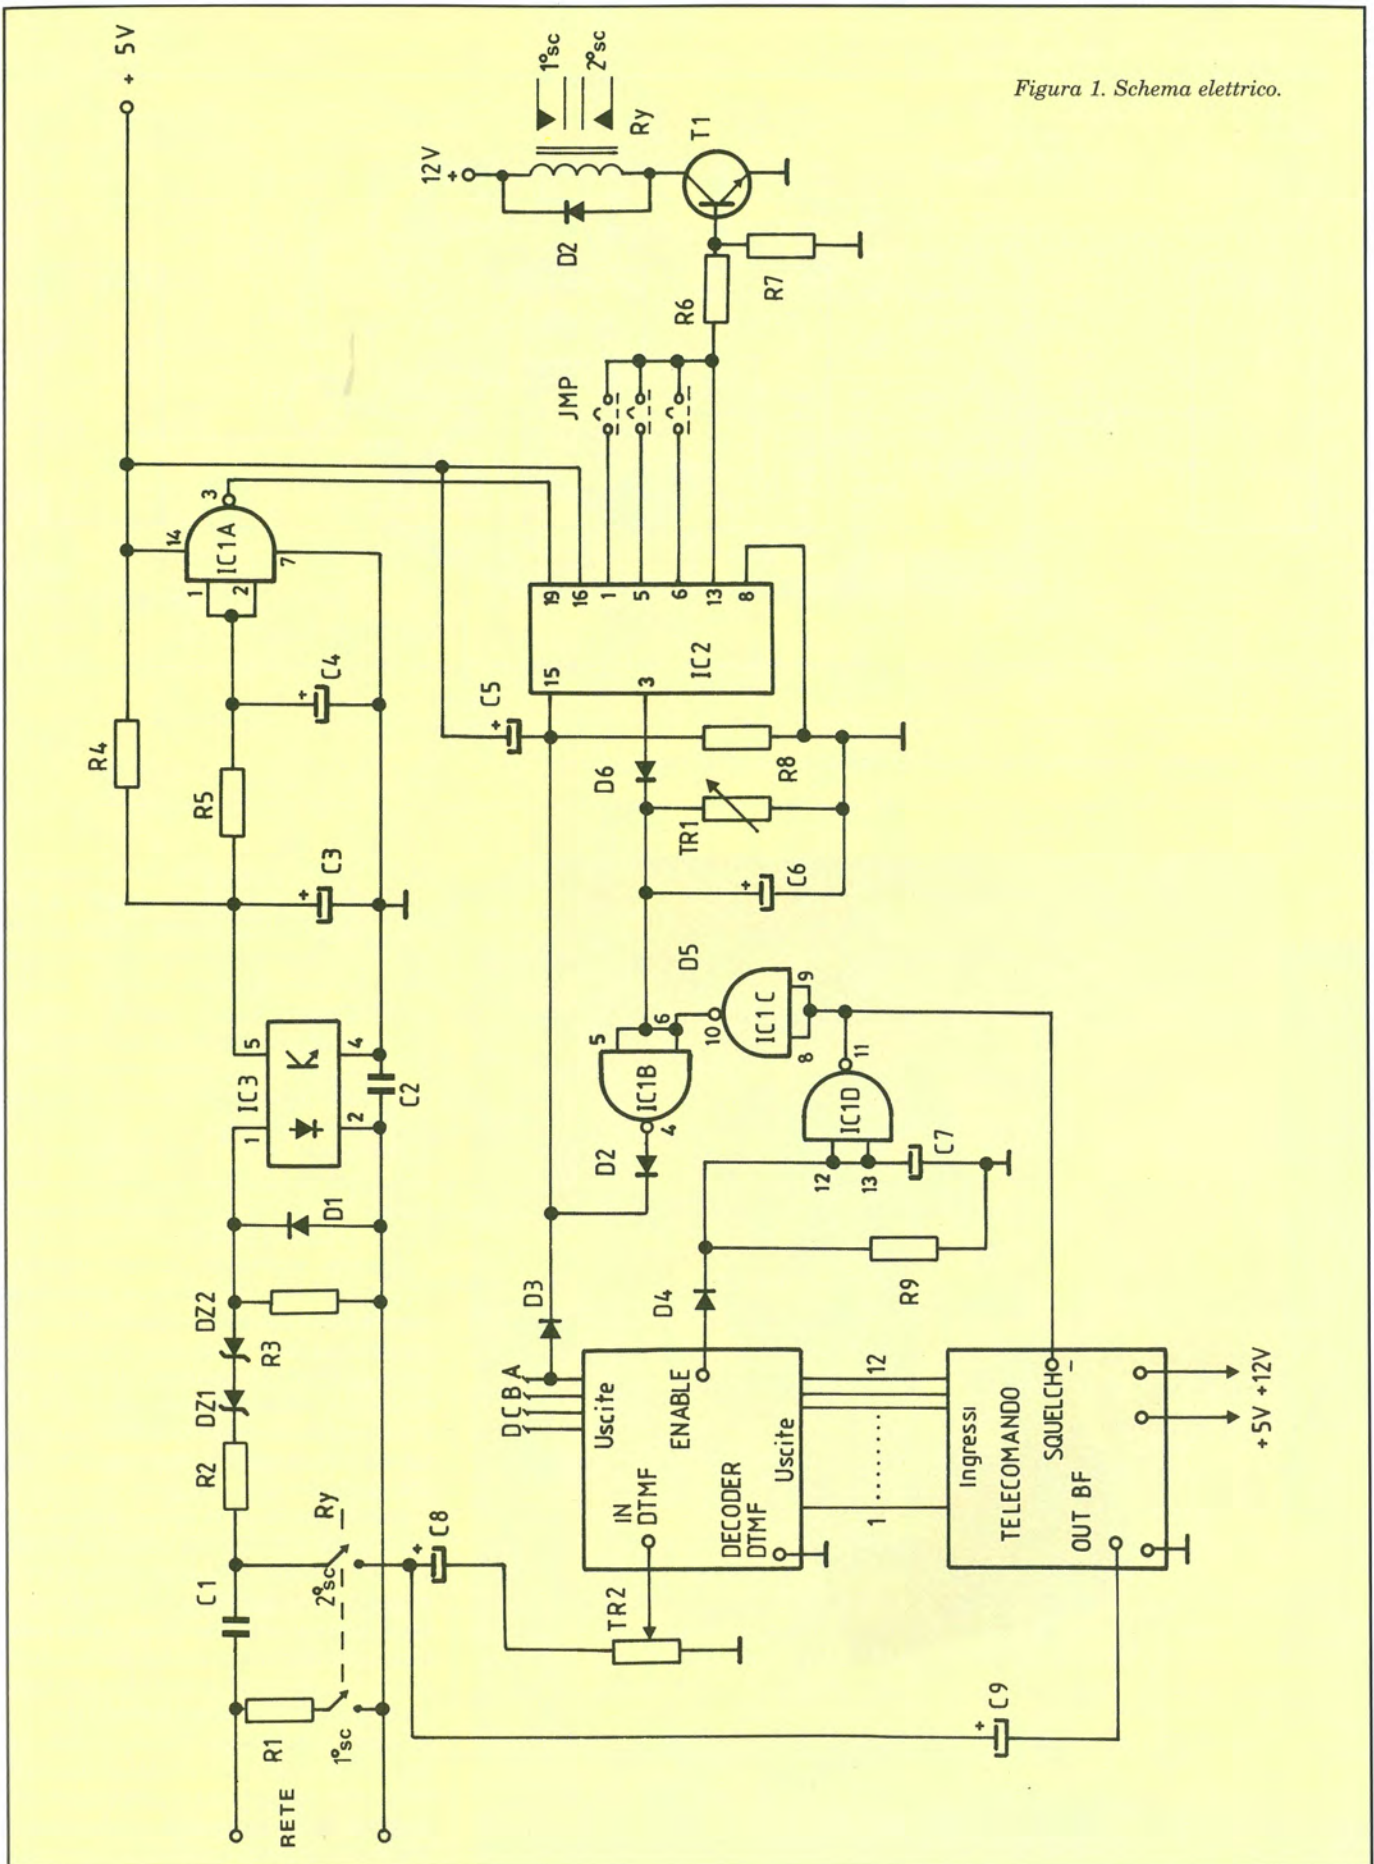 Figura 1. Schema elettrico.
+ 5V
R4
14
3
IC1A
1
2
7
R5
C4
+
C3
+
IC3
5
4
1
2
C2
D1
DZ2
R3
DZ1
R2
C1
Ry
2°sc
1°sc
R1
RETE
C8
+
12V
+
1°sc
2°sc
Ry
D2
T1
R6
R7
JMP
19
16
1
5
6
13
8
15
3
IC2
C5
+
D6
R8
TR1
C6
+
D5
5
6
IC1B
4
D2
10
IC1C
9
8
11
IC1D
12
13
C7
R9
D3
D4
D C B A
Uscite
ENABLE
IN
DTMF
DECODER
DTMF
Uscite
TR2
1 ....... 12
Ingressi
TELECOMANDO
SQUELCH
–
OUT BF
+5V +12V
C9
+